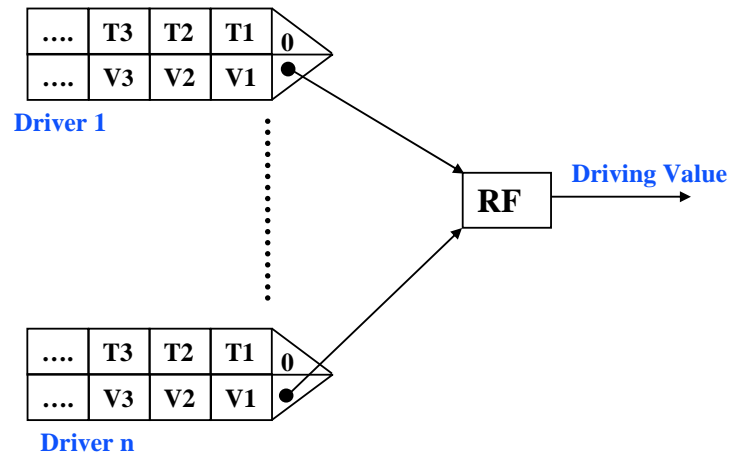 .... T3 T2 T1 0
.... V3 V2 V1
Driver 1
Driving Value
RF
.... T3 T2 T1 0
.... V3 V2 V1
Driver n